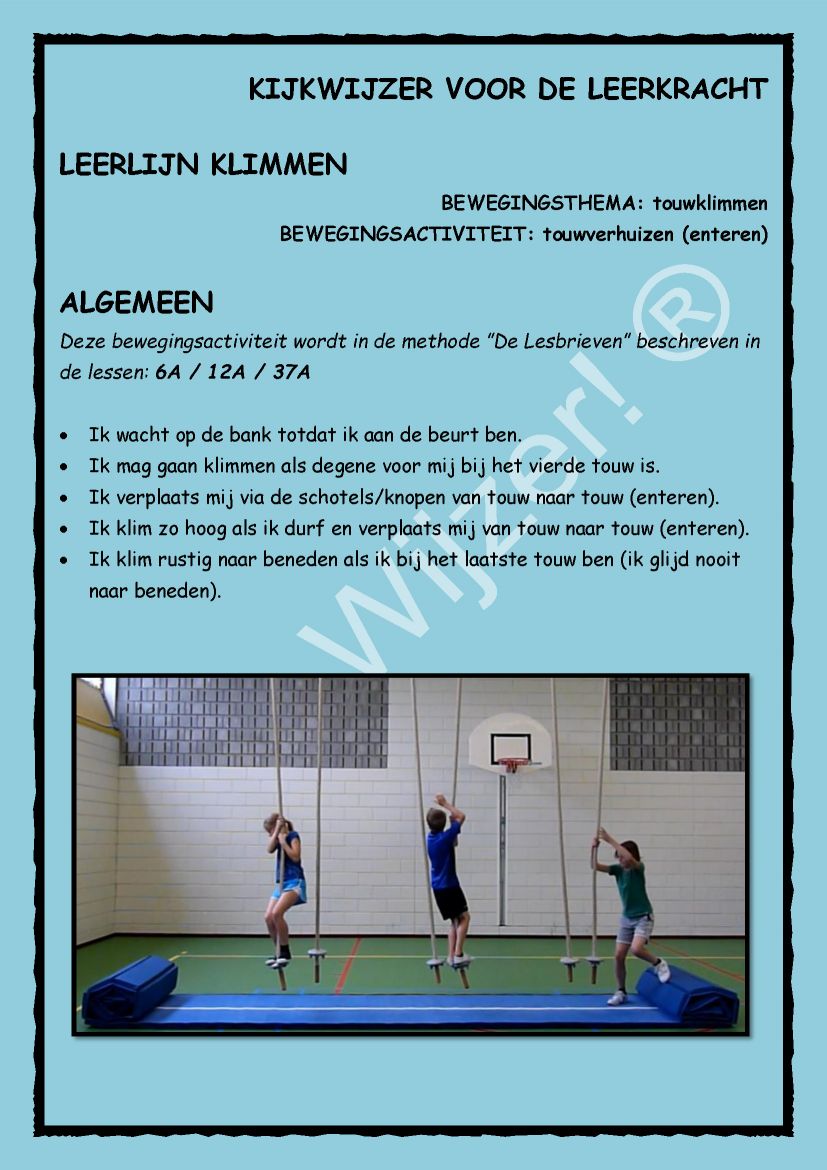 KIJKWIJZER VOOR DE LEERKRACHT
LEERLIJN KLIMMEN
BEWEGINGSTHEMA: touwklimmen
BEWEGINGSACTIVITEIT: touwverhuizen (enteren)
ALGEMEEN
Deze bewegingsactiviteit wordt in de methode "De Lesbrieven" beschreven in
de lessen: 6A / 12A / 37A
• Ik wacht op de bank totdat ik aan de beurt ben.
• Ik mag gaan klimmen als degene voor mij bij het vierde touw is.
• Ik verplaats mij via de schotels/knopen van touw naar touw (enteren).
• Ik klim zo hoog als ik durf en verplaats mij van touw naar touw (enteren).
• Ik klim rustig naar beneden als ik bij het laatste touw ben (ik glijd nooit
naar beneden).
Wijzer! ®